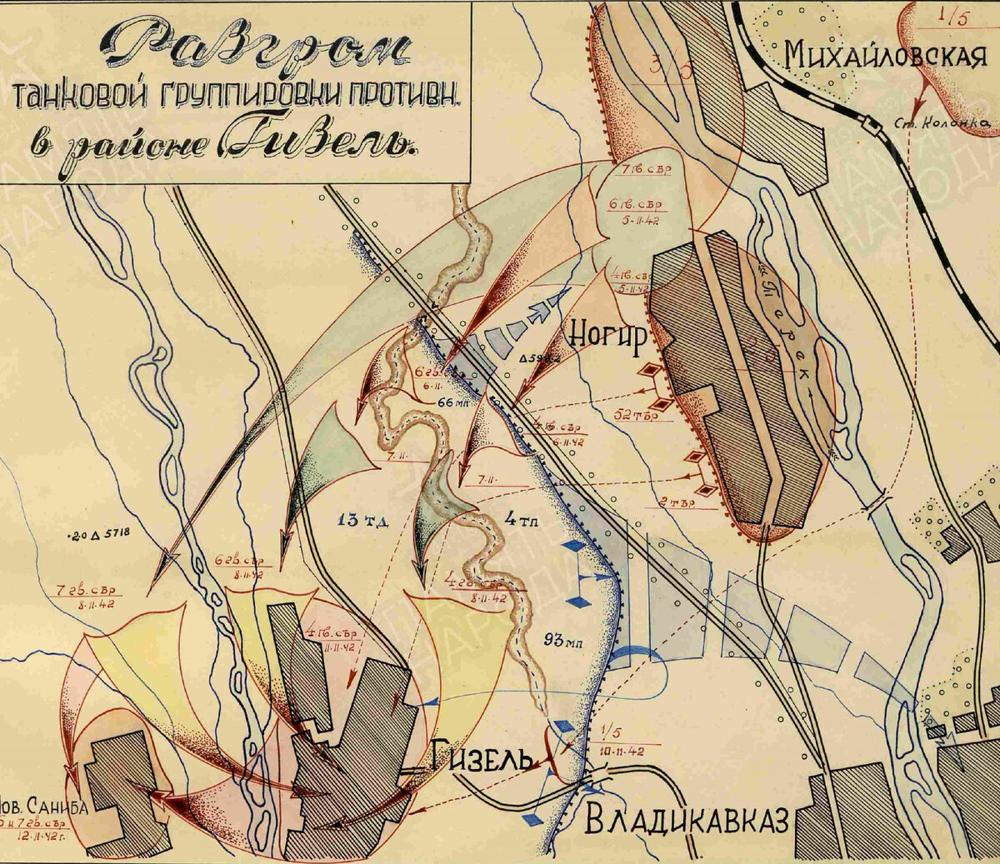 Разгром
танковой группировки противн.
в районе Гизель.
1/5
Михайловская
Ст. Колонка
3/5
7 гв. сбр
6 гв. сбр
5-11-42
4 гв. сбр
5-11-42
Терек
Ногир
6 гв.
6-11-
66 мп
52 тбр
4 гв. сбр
6-11-42
7-11-
7-11-
2 тбр
13 тд
4 тп
·20 Δ 5718
6 гв. сбр
8-11-42
7 гв. сбр
8-11-42
4 гв. сбр
8-11-42
4 гв. сбр
11-11-42
93 мп
1/5
10-11-42
Гизель
Нов. Саниба
6 и 7 гв. сбр
12-11-42 г.
Владикавказ